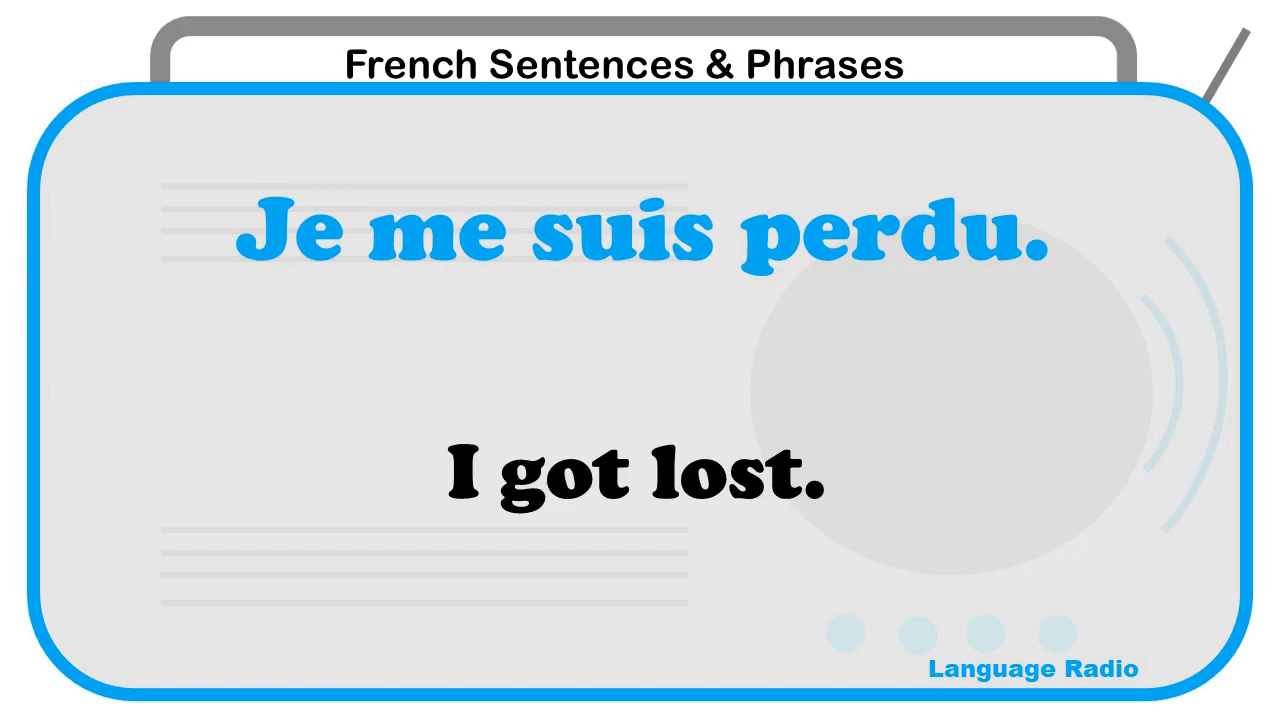 French Sentences & Phrases
Je me suis perdu.
I got lost.
Language Radio